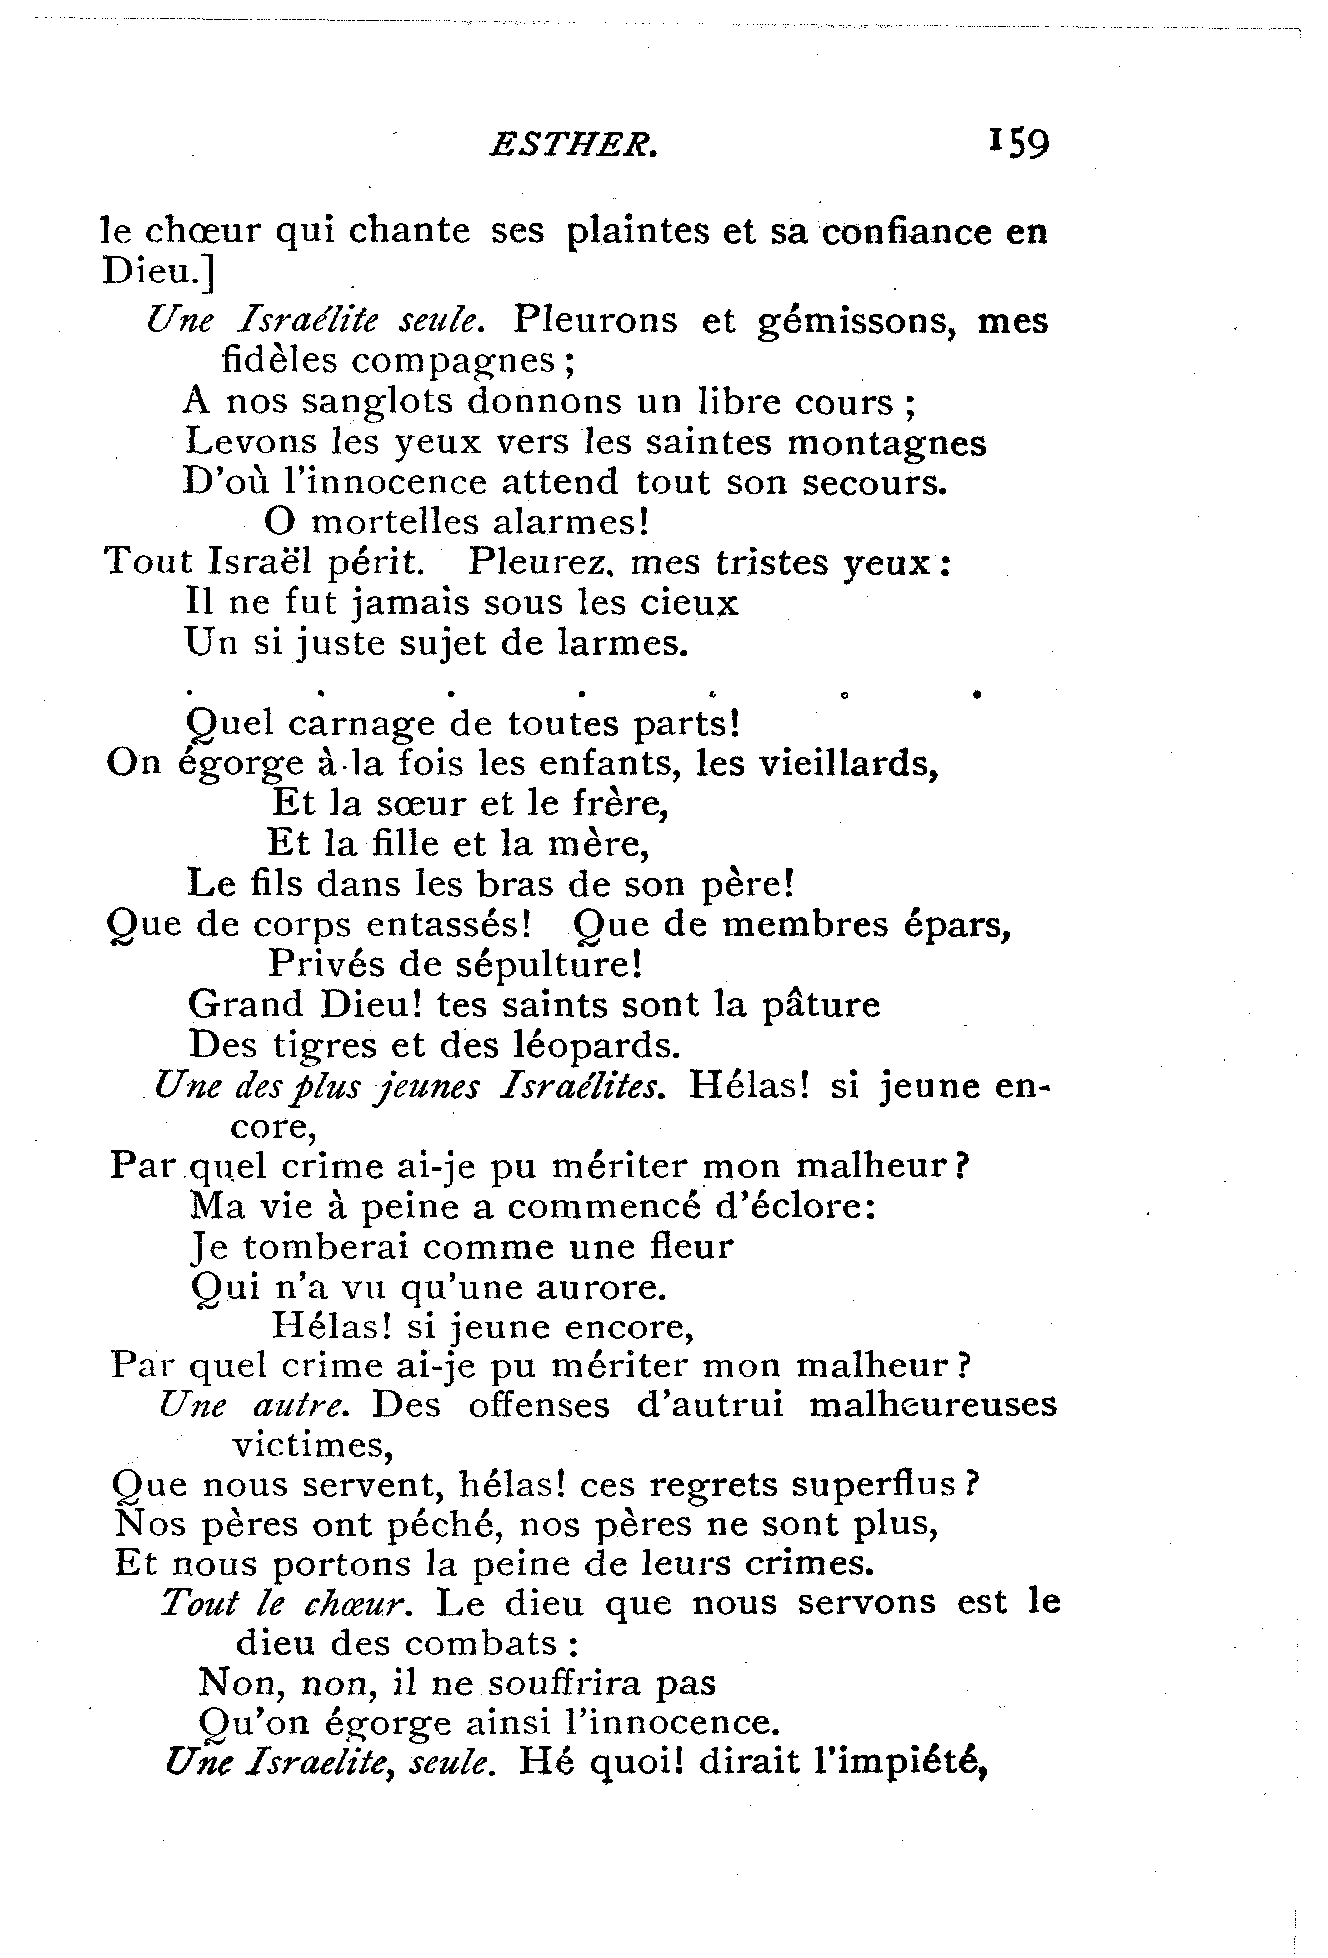 ESTHER. 159
le chœur qui chante ses plaintes et sa confiance en
Dieu.]
Une Israélite seule. Pleurons et gémissons, mes
fidèles compagnes ;
A nos sanglots donnons un libre cours ;
Levons les yeux vers les saintes montagnes
D'où l'innocence attend tout son secours.
O mortelles alarmes!
Tout Israël périt. Pleurez, mes tristes yeux :
Il ne fut jamais sous les cieux
Un si juste sujet de larmes.
. . . . . . .
Quel carnage de toutes parts!
On égorge à la fois les enfants, les vieillards,
Et la sœur et le frère,
Et la fille et la mère,
Le fils dans les bras de son père!
Que de corps entassés! Que de membres épars,
Privés de sépulture!
Grand Dieu! tes saints sont la pâture
Des tigres et des léopards.
Une des plus jeunes Israélites. Hélas! si jeune en-
core,
Par quel crime ai-je pu mériter mon malheur?
Ma vie à peine a commencé d'éclore:
Je tomberai comme une fleur
Qui n'a vu qu'une aurore.
Hélas! si jeune encore,
Par quel crime ai-je pu mériter mon malheur?
Une autre. Des offenses d'autrui malheureuses
victimes,
Que nous servent, hélas! ces regrets superflus ?
Nos pères ont péché, nos pères ne sont plus,
Et nous portons la peine de leurs crimes.
Tout le chœur. Le dieu que nous servons est le
dieu des combats :
Non, non, il ne souffrira pas
Qu'on égorge ainsi l'innocence.
Une Israelite, seule. Hé quoi! dirait l'impiété,